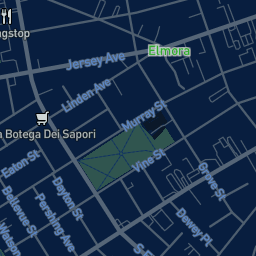 gstop
Jersey Ave
Elmora
Linden Ave
Murray St
a Botega Dei Sapori
Vine St
Eaton St
Grove St
Bellevue St
Dayton St
Pershing Ave
Dewey Pl